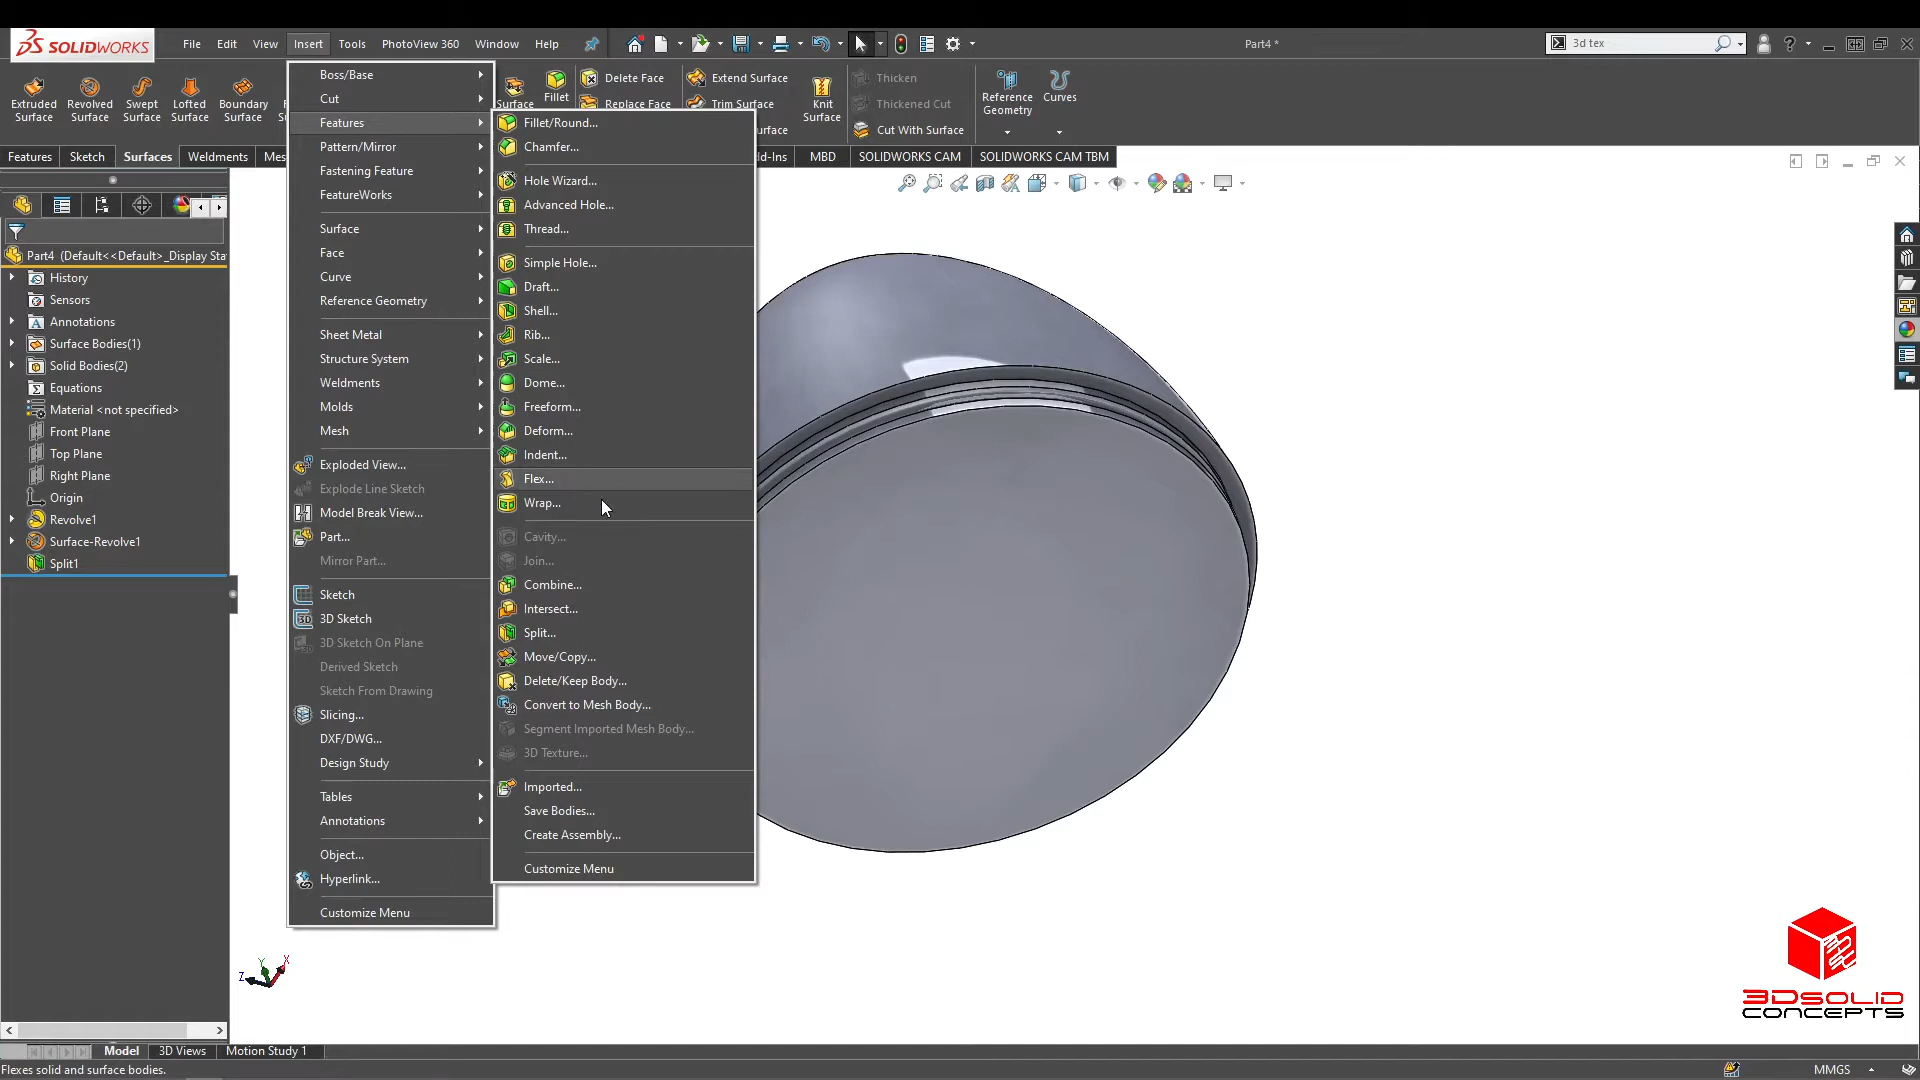 SOLIDWORKS
File
Edit
View
Insert
Tools
PhotoView 360
Window
Help
Part4 *
3d tex
Extruded Surface
Revolved Surface
Swept Surface
Lofted Surface
Boundary Surface
Surface
Fillet
Delete Face
Replace Face
Extend Surface
Trim Surface
Knit Surface
Thicken
Thickened Cut
Cut With Surface
Reference Geometry
Curves
Features
Sketch
Surfaces
Weldments
Mes
dd-Ins
MBD
SOLIDWORKS CAM
SOLIDWORKS CAM TBM
Part4 (Default<<Default>_Display Sta
History
Sensors
Annotations
Surface Bodies(1)
Solid Bodies(2)
Equations
Material <not specified>
Front Plane
Top Plane
Right Plane
Origin
Revolve1
Surface-Revolve1
Split1
Boss/Base
Cut
Features
Pattern/Mirror
Fastening Feature
FeatureWorks
Surface
Face
Curve
Reference Geometry
Sheet Metal
Structure System
Weldments
Molds
Mesh
Exploded View...
Explode Line Sketch
Model Break View...
Part...
Mirror Part...
Sketch
3D Sketch
3D Sketch On Plane
Derived Sketch
Sketch From Drawing
Slicing...
DXF/DWG...
Design Study
Tables
Annotations
Object...
Hyperlink...
Customize Menu
Fillet/Round...
Chamfer...
Hole Wizard...
Advanced Hole...
Thread...
Simple Hole...
Draft...
Shell...
Rib...
Scale...
Dome...
Freeform...
Deform...
Indent...
Flex...
Wrap...
Cavity...
Join...
Combine...
Intersect...
Split...
Move/Copy...
Delete/Keep Body...
Convert to Mesh Body...
Segment Imported Mesh Body...
3D Texture...
Imported...
Save Bodies...
Create Assembly...
Customize Menu
Z
Y
X
3DSOLID
CONCEPTS
Model
3D Views
Motion Study 1
Flexes solid and surface bodies.
MMGS